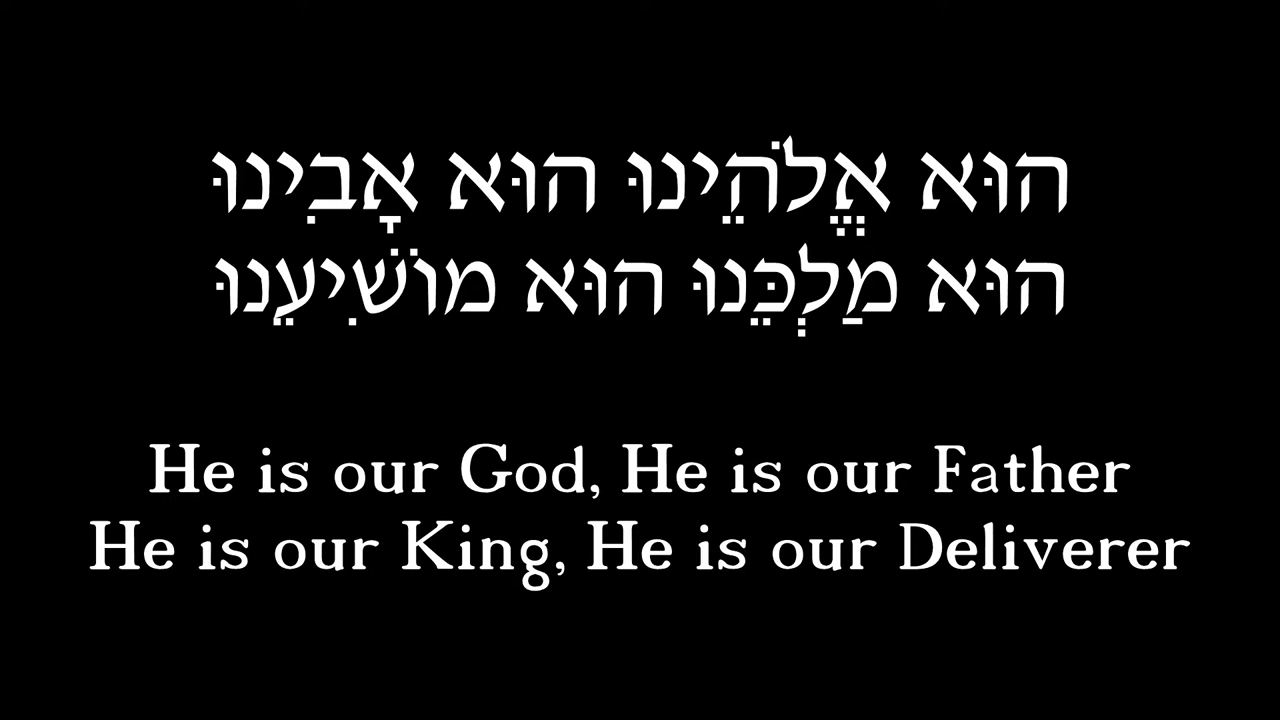 הוּא אֱלֹהֵינוּ הוּא אָבִינוּ
הוּא מַלְכֵּנוּ הוּא מוֹשִׁיעֵנוּ
He is our God, He is our Father
He is our King, He is our Deliverer